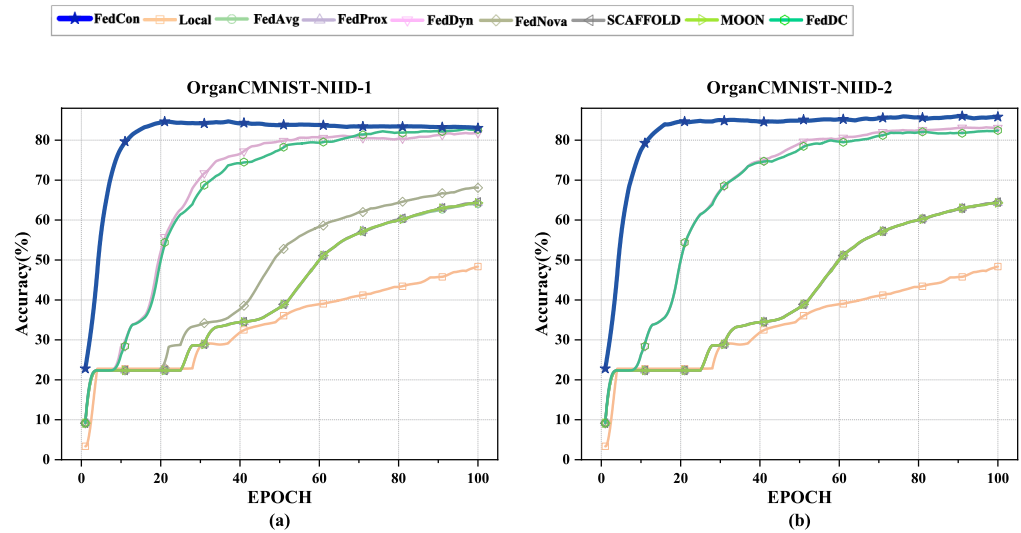 FedCon Local FedAvg FedProx FedDyn FedNova SCAFFOLD MOON FedDC
OrganCMNIST-NIID-1
Accuracy(%)
80
70
60
50
40
30
20
10
0
0 20 40 60 80 100
EPOCH
(a)
OrganCMNIST-NIID-2
Accuracy(%)
80
70
60
50
40
30
20
10
0
0 20 40 60 80 100
EPOCH
(b)